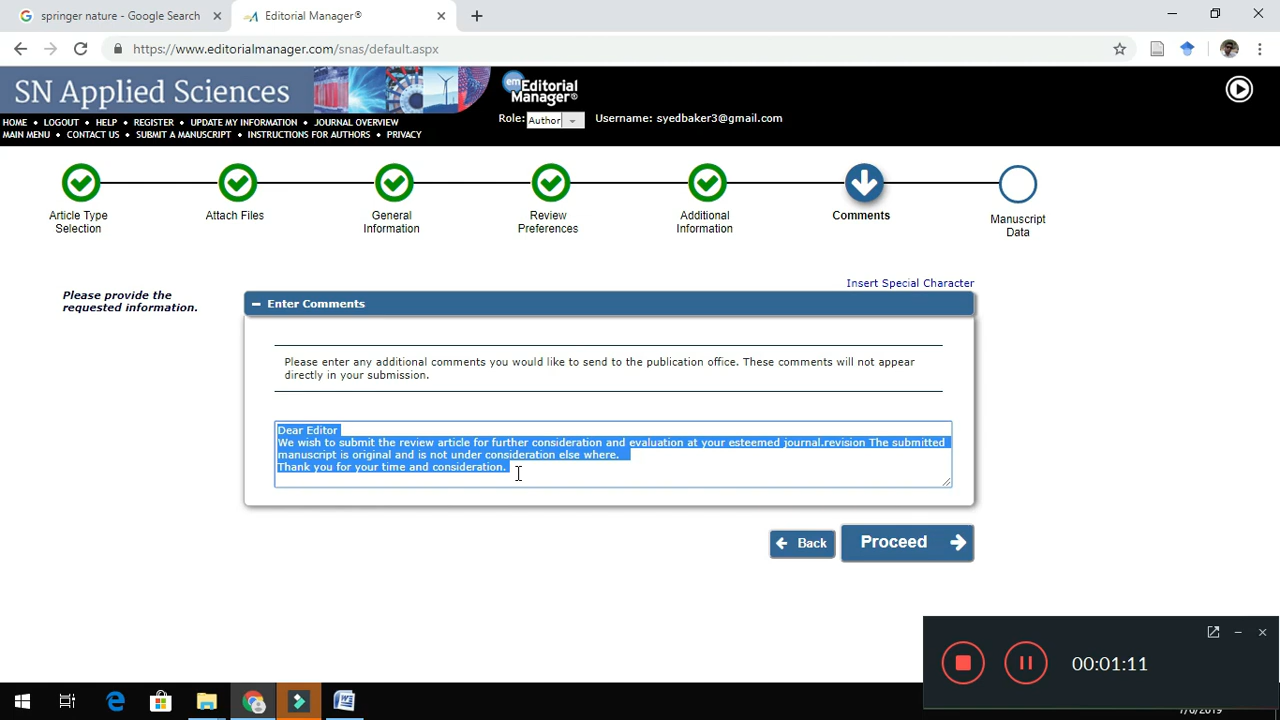 springer nature - Google Search
Editorial Manager®
https://www.editorialmanager.com/snas/default.aspx
SN Applied Sciences
em Editorial
Manager®
HOME • LOGOUT • HELP • REGISTER • UPDATE MY INFORMATION • JOURNAL OVERVIEW
MAIN MENU • CONTACT US • SUBMIT A MANUSCRIPT • INSTRUCTIONS FOR AUTHORS • PRIVACY
Role: Author
Username: syedbaker3@gmail.com
Article Type
Selection
Attach Files
General
Information
Review
Preferences
Additional
Information
Comments
Manuscript
Data
Please provide the
requested information.
Insert Special Character
Enter Comments
Please enter any additional comments you would like to send to the publication office. These comments will not appear
directly in your submission.
Dear Editor
We wish to submit the review article for further consideration and evaluation at your esteemed journal.revision The submitted
manuscript is original and is not under consideration else where.
Thank you for your time and consideration.
Back
Proceed
00:01:11